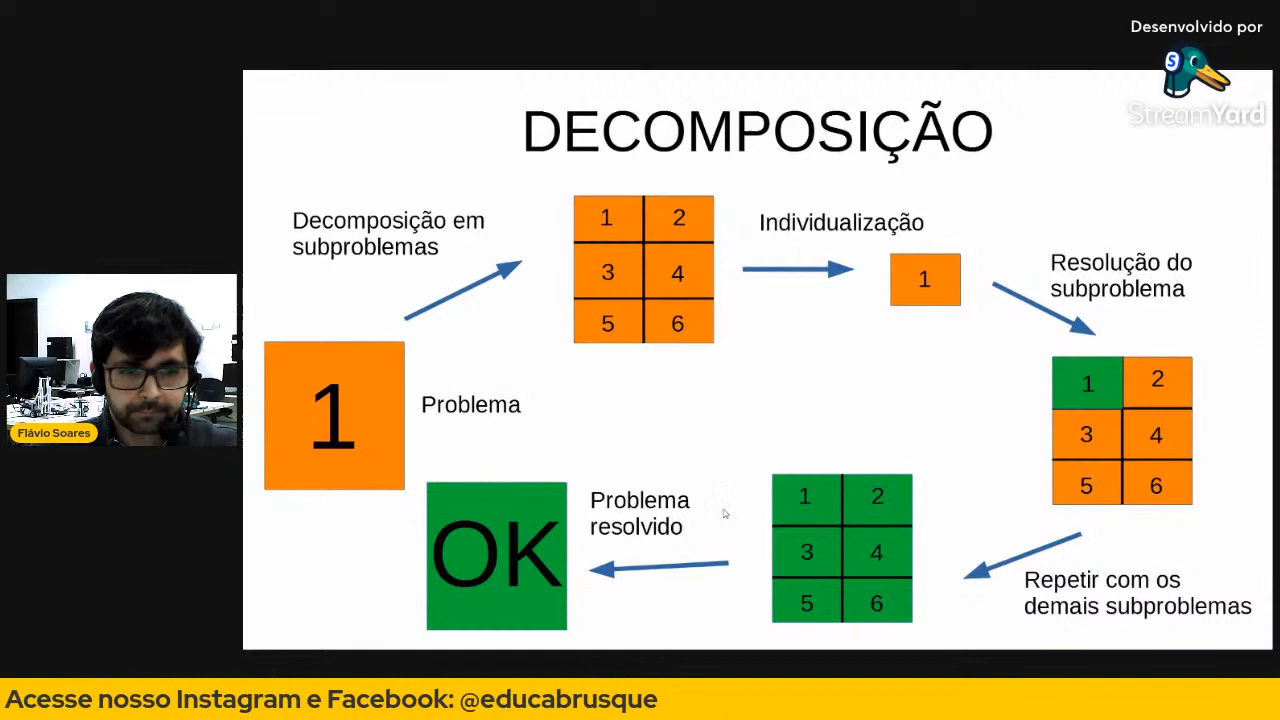 Desenvolvido por
S
StreamYard
DECOMPOSIÇÃO
Decomposição em
subproblemas
1 2
3 4
5 6
Individualização
1
Resolução do
subproblema
1
Problema
1 2
3 4
5 6
Flávio Soares
OK
Problema
resolvido
1 2
3 4
5 6
Repetir com os
demais subproblemas
Acesse nosso Instagram e Facebook: @educabrusque